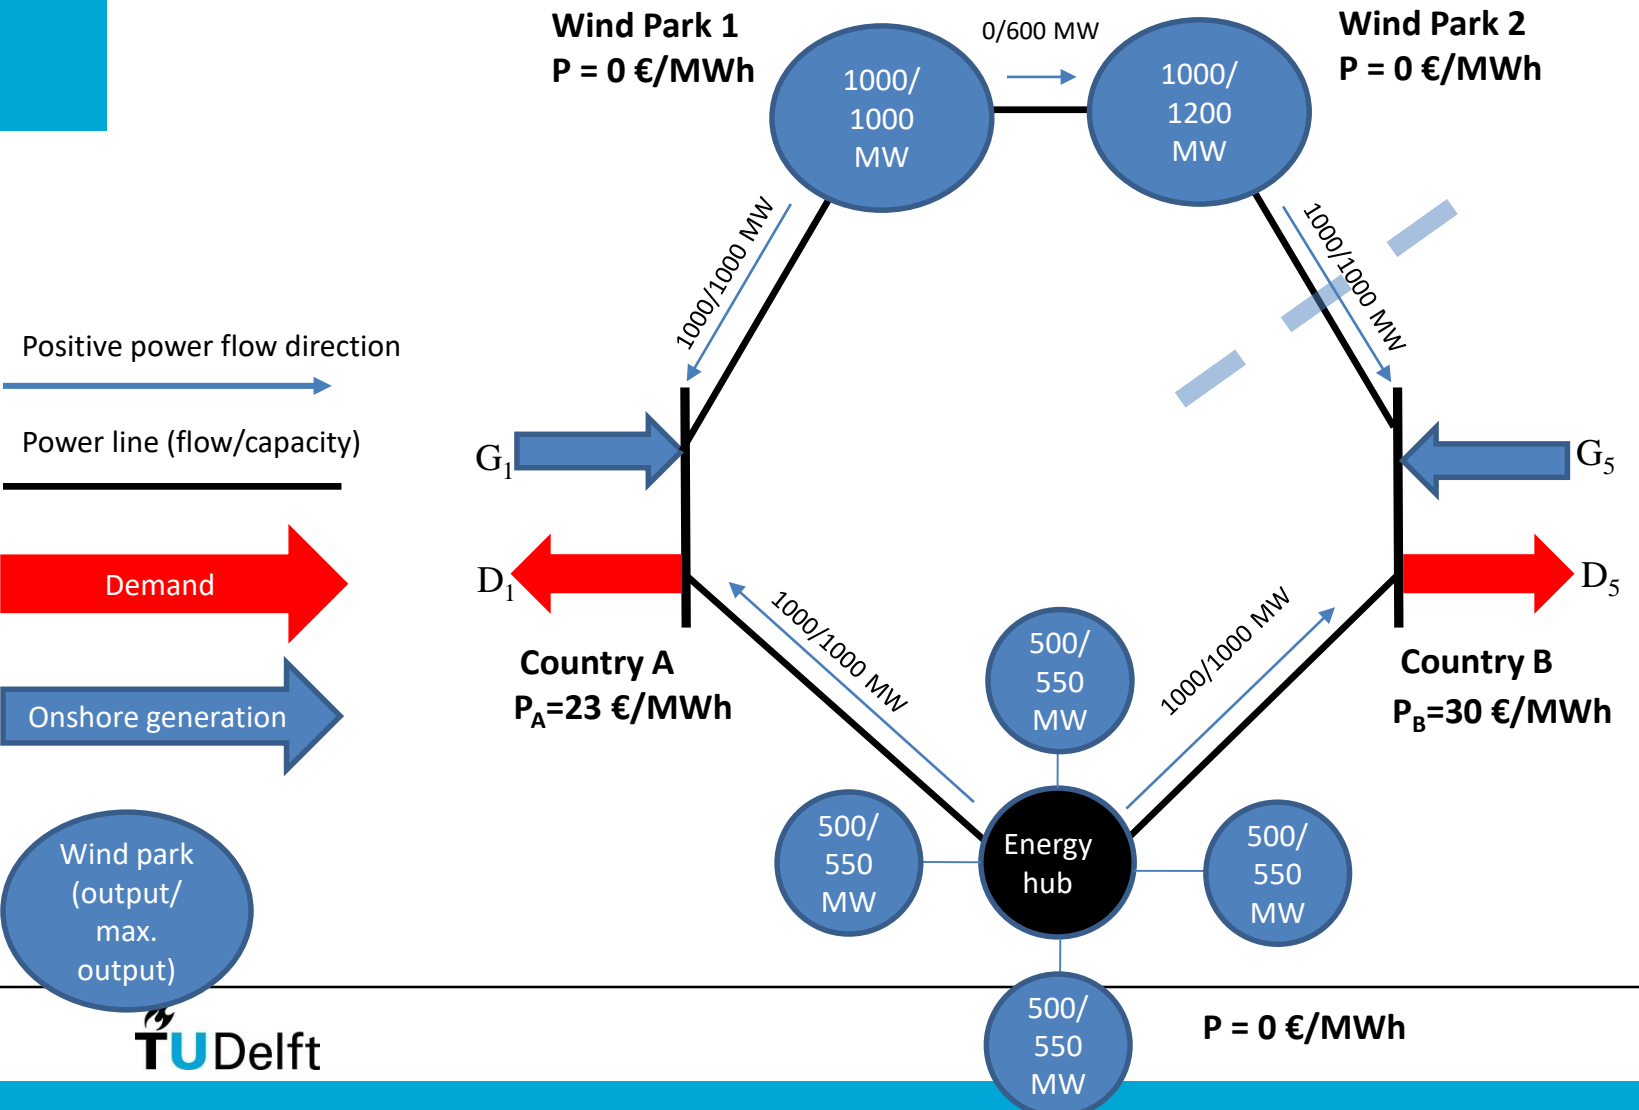 Wind Park 1
P = 0 €/MWh
0/600 MW
Wind Park 2
P = 0 €/MWh
1000/
1000
MW
1000/
1200
MW
1000/1000 MW
1000/1000 MW
Positive power flow direction
Power line (flow/capacity)
G1
G5
Demand
D1
D5
1000/1000 MW
1000/1000 MW
500/
550
MW
Country A
PA=23 €/MWh
Country B
PB=30 €/MWh
Onshore generation
500/
550
MW
Energy
hub
500/
550
MW
Wind park
(output/
max.
output)
500/
550
MW
P = 0 €/MWh
TUDelft